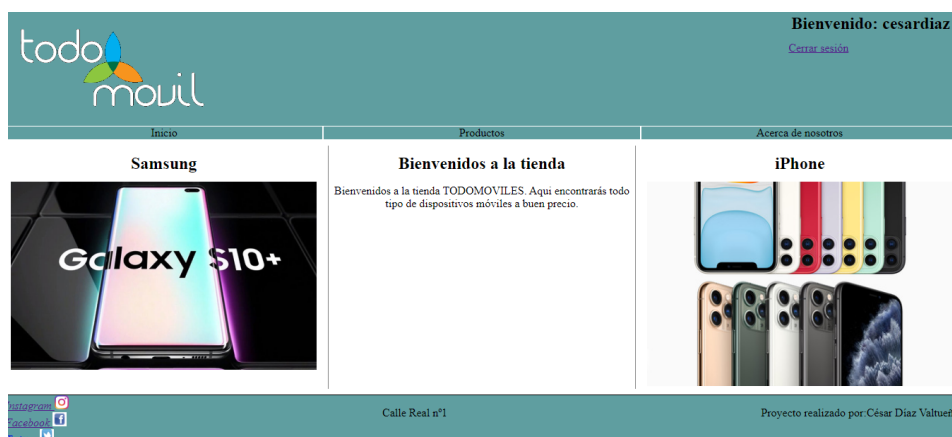 Bienvenido: cesardiaz
Cerrar sesión
todo
movil
Inicio
Productos
Acerca de nosotros
Samsung
Galaxy S10+
Bienvenidos a la tienda
Bienvenidos a la tienda TODOMOVILES. Aqui encontrarás todo
tipo de dispositivos móviles a buen precio.
iPhone
Instagram
Facebook
Calle Real nº1
Proyecto realizado por:César Díaz